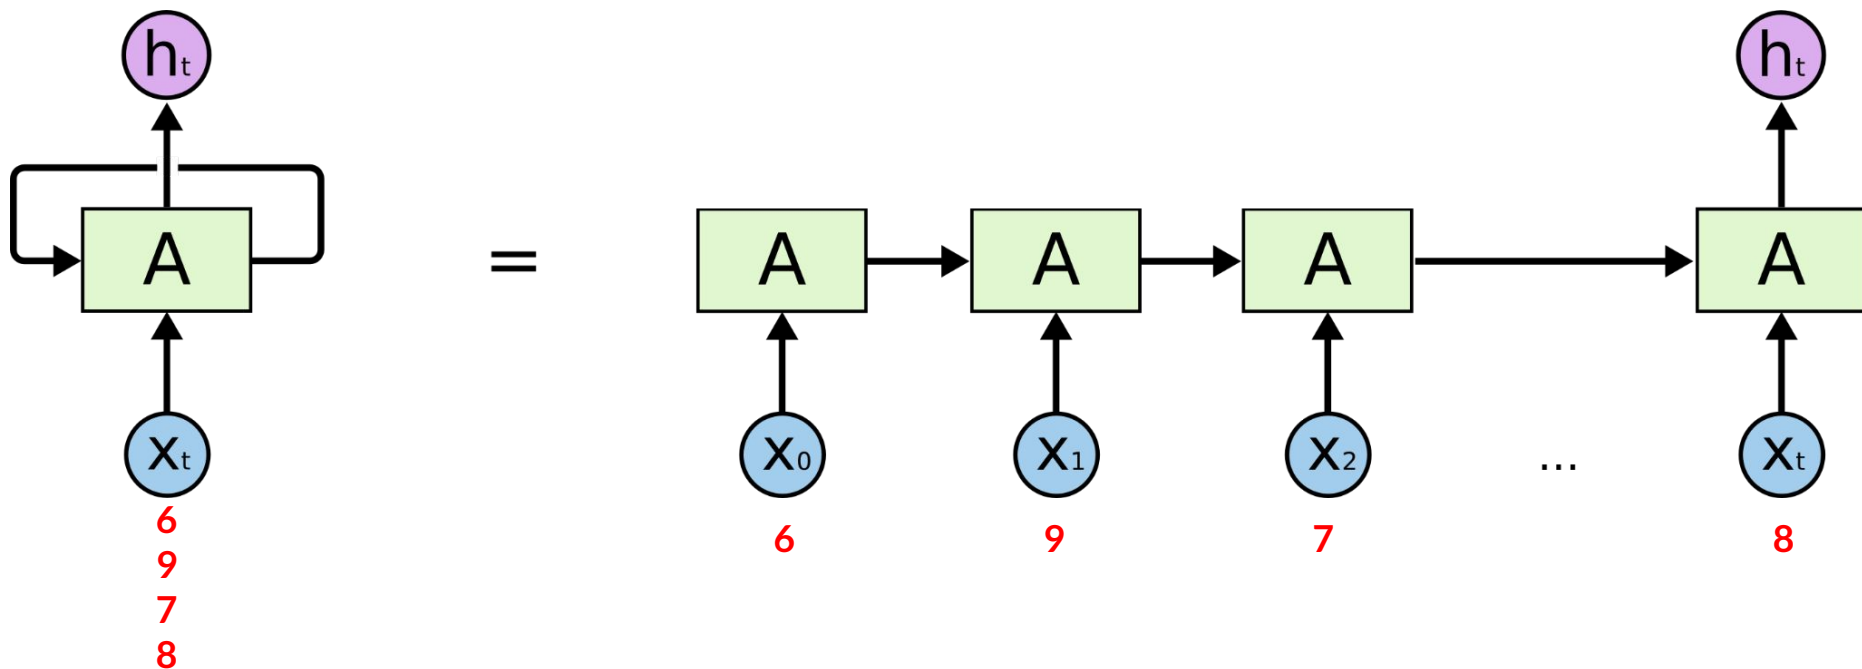 hₜ hₜ
A = A A A A
xₜ x₀ x₁ x₂ ... xₜ
6 6 9 7 8
9
7
8